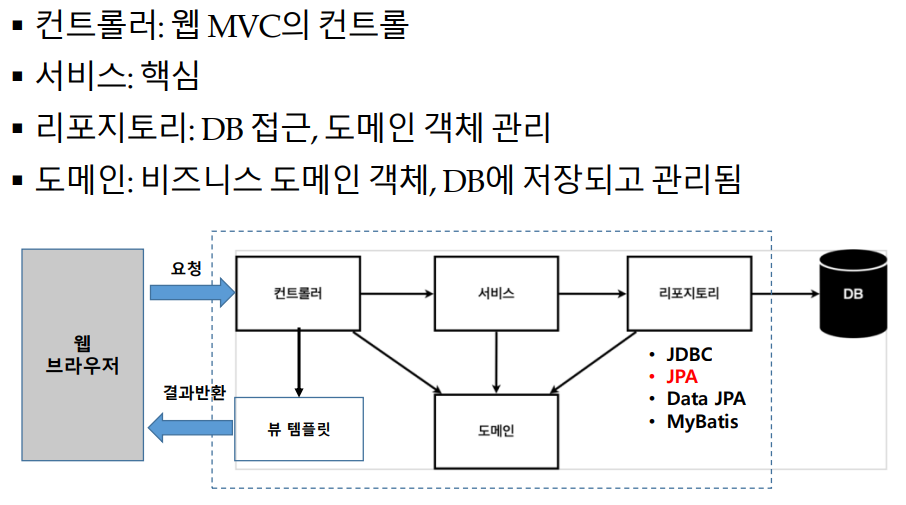 ▪ 컨트롤러: 웹 MVC의 컨트롤
▪ 서비스: 핵심
▪ 리포지토리: DB 접근, 도메인 객체 관리
▪ 도메인: 비즈니스 도메인 객체, DB에 저장되고 관리됨
요청
컨트롤러
서비스
리포지토리
DB
웹
브라우저
• JDBC
• JPA
• Data JPA
• MyBatis
결과반환
뷰 템플릿
도메인